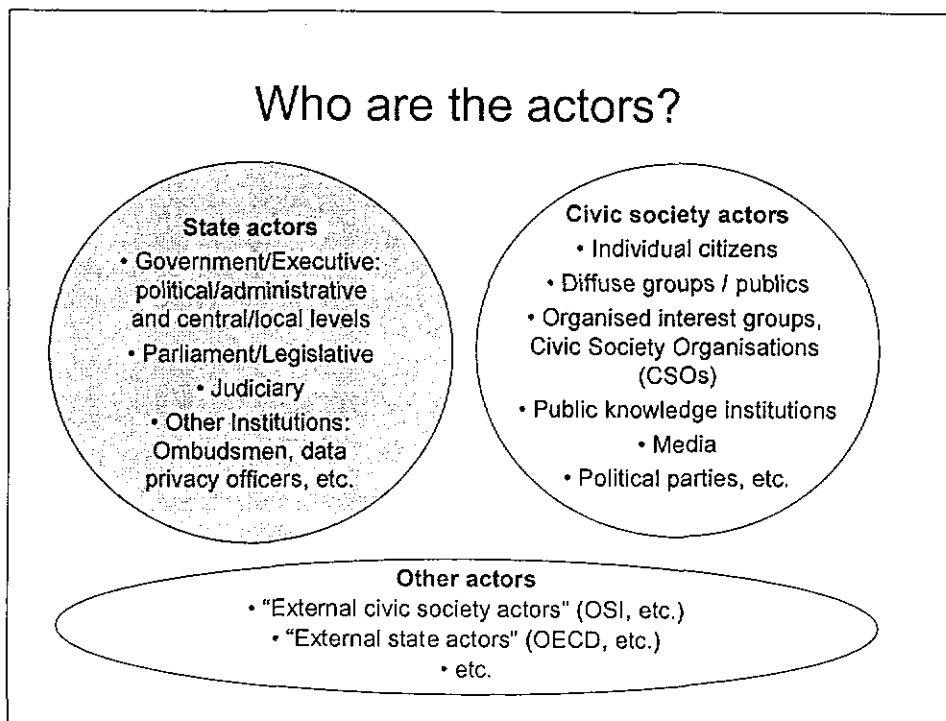 Who are the actors?
State actors
• Government/Executive:
political/administrative
and central/local levels
• Parliament/Legislative
• Judiciary
• Other Institutions:
Ombudsmen, data
privacy officers, etc.
Civic society actors
• Individual citizens
• Diffuse groups / publics
• Organised interest groups,
Civic Society Organisations
(CSOs)
• Public knowledge institutions
• Media
• Political parties, etc.
Other actors
• "External civic society actors" (OSI, etc.)
• "External state actors" (OECD, etc.)
• etc.